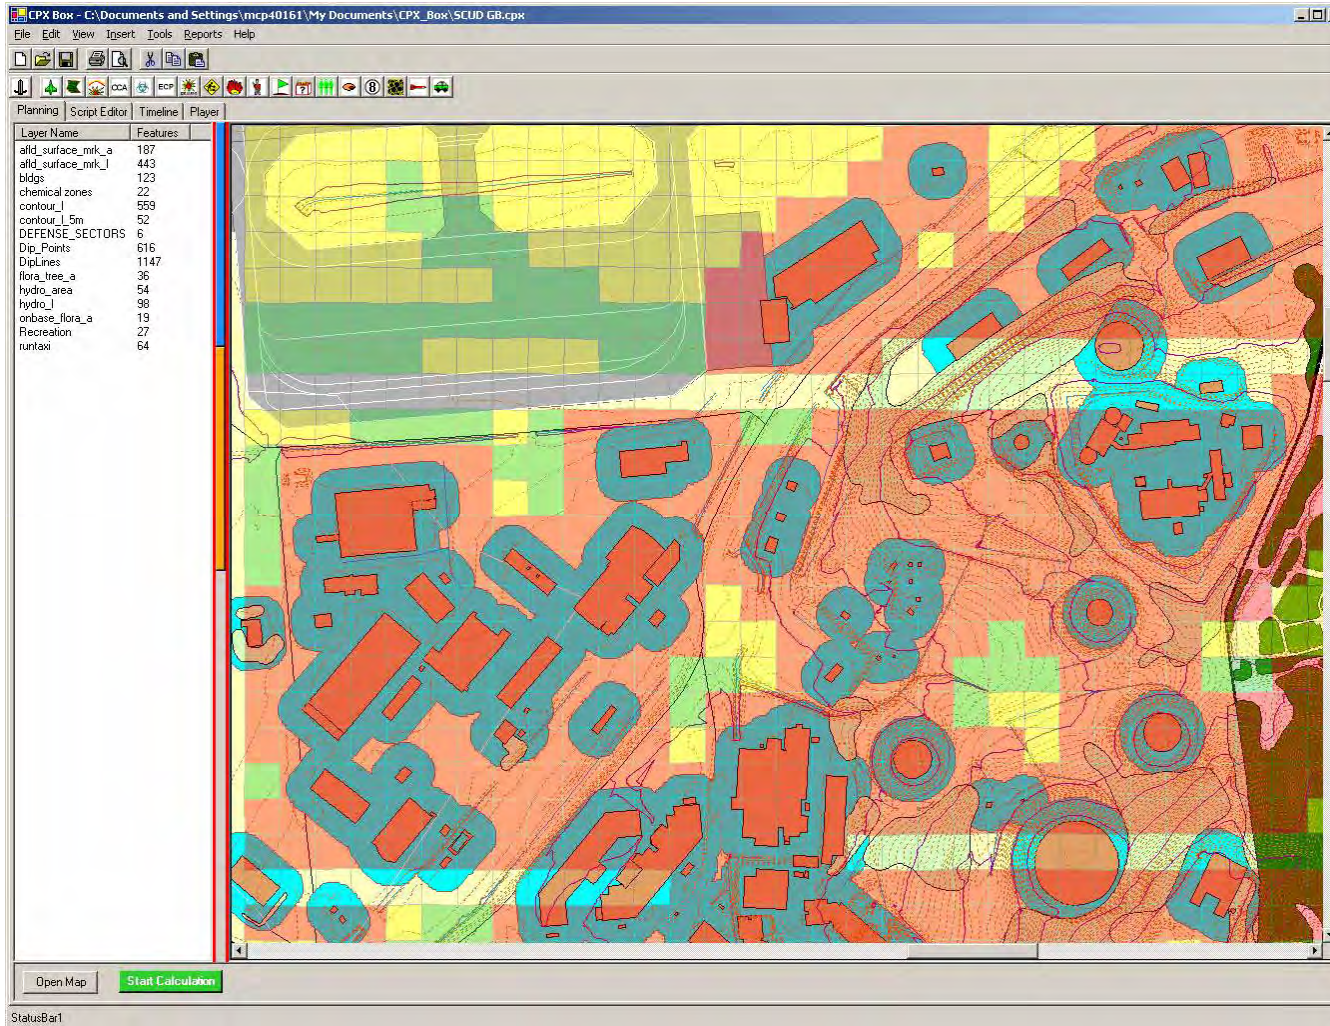 CPX Box - C:\Documents and Settings\mcp40161\My Documents\CPX_Box\SCUD GB.cpx
File Edit View Insert Tools Reports Help
CCA ECP 8
Planning Script Editor Timeline Player
Layer Name Features
afld_surface_mrk_a 187
afld_surface_mrk_l 443
bldgs 123
chemical zones 22
contour_l 559
contour_l_5m 52
DEFENSE_SECTORS 6
Dip_Points 616
DipLines 1147
flora_tree_a 36
hydro_area 54
hydro_l 98
onbase_flora_a 19
Recreation 27
runtaxi 64
Open Map Start Calculation
StatusBar1